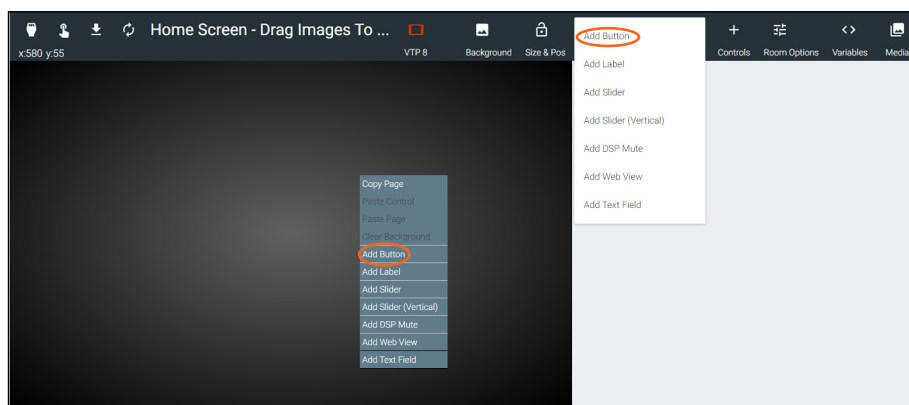 Home Screen - Drag Images To ...
x:580 y:55
VTP 8
Background
Size & Pos
Controls
Room Options
Variables
Media
Add Button
Add Label
Add Slider
Add Slider (Vertical)
Add DSP Mute
Add Web View
Add Text Field
Copy Page
Paste Control
Paste Page
Clear Background
Add Button
Add Label
Add Slider
Add Slider (Vertical)
Add DSP Mute
Add Web View
Add Text Field